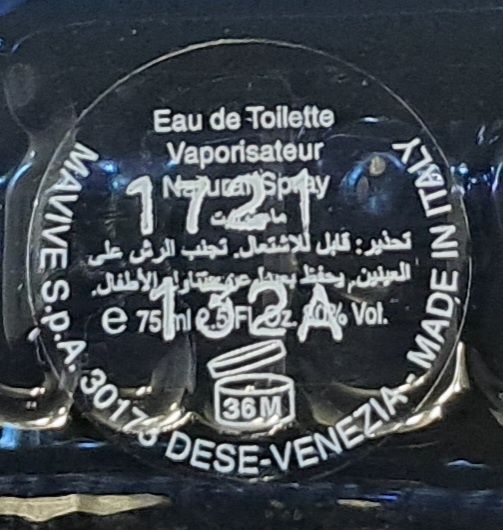 Eau de Toilette
Vaporisateur
Natural Spray
1721
تحذير: قابل للاشتعال. تجنب الرش على
العينين. يحفظ بعيدا عن متناول الأطفال.
132A
e 75 ml 2.5 Fl. Oz. 80% Vol.
36M
MAVIVE S.p.A. 30173 DESE-VENEZIA - MADE IN ITALY